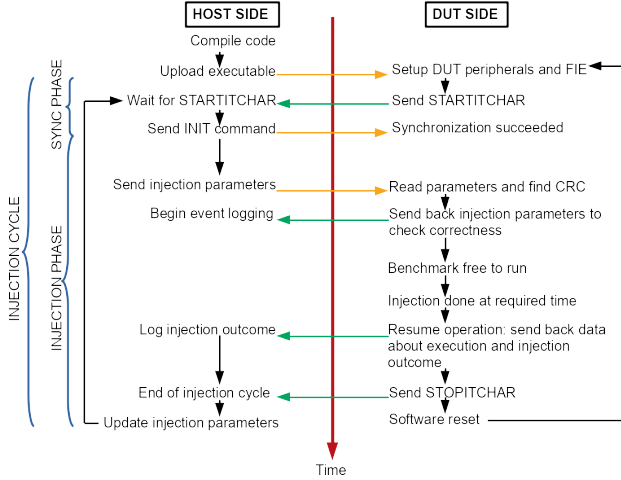 HOST SIDE
DUT SIDE
Compile code
Upload executable
Setup DUT peripherals and FIE
Wait for STARTITCHAR
Send STARTITCHAR
Send INIT command
Synchronization succeeded
Send injection parameters
Read parameters and find CRC
Begin event logging
Send back injection parameters to
check correctness
Benchmark free to run
Injection done at required time
Log injection outcome
Resume operation: send back data
about execution and injection
outcome
End of injection cycle
Send STOPITCHAR
Update injection parameters
Software reset
Time
INJECTION CYCLE
SYNC PHASE
INJECTION PHASE